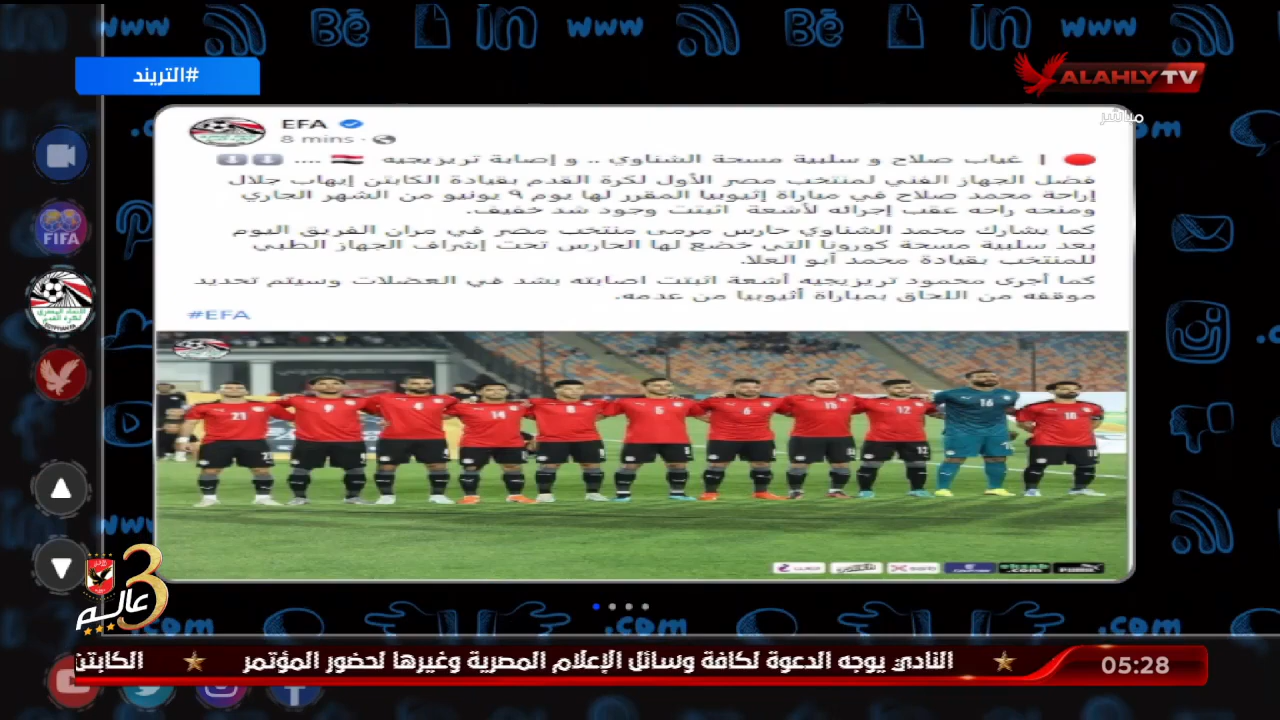 #التريند
ALAHLY TV
مباشر
EFA
8 mins ·
| غياب صلاح و سلبية مسحة الشناوي .. و إصابة تريزيجيه ....
فضل الجهاز الفني لمنتخب مصر الأول لكرة القدم بقيادة الكابتن إيهاب جلال
إراحة محمد صلاح في مباراة إثيوبيا المقرر لها يوم ٩ يونيو من الشهر الجاري
ومنحه راحه عقب إجرائه لأشعة اثبتت وجود شد خفيف.
كما يشارك محمد الشناوي حارس مرمى منتخب مصر في مران الفريق اليوم
بعد سلبية مسحة كورونا التي خضع لها الحارس تحت إشراف الجهاز الطبي
للمنتخب بقيادة محمد أبو العلا.
كما أجرى محمود تريزيجيه أشعة اثبتت اصابته بشد في العضلات وسيتم تحديد
موقفه من اللحاق بمباراة أثيوبيا من عدمه.
#EFA
FIFA
3
عالم
النادي يوجه الدعوة لكافة وسائل الإعلام المصرية وغيرها لحضور المؤتمر
الكابتن
05:28